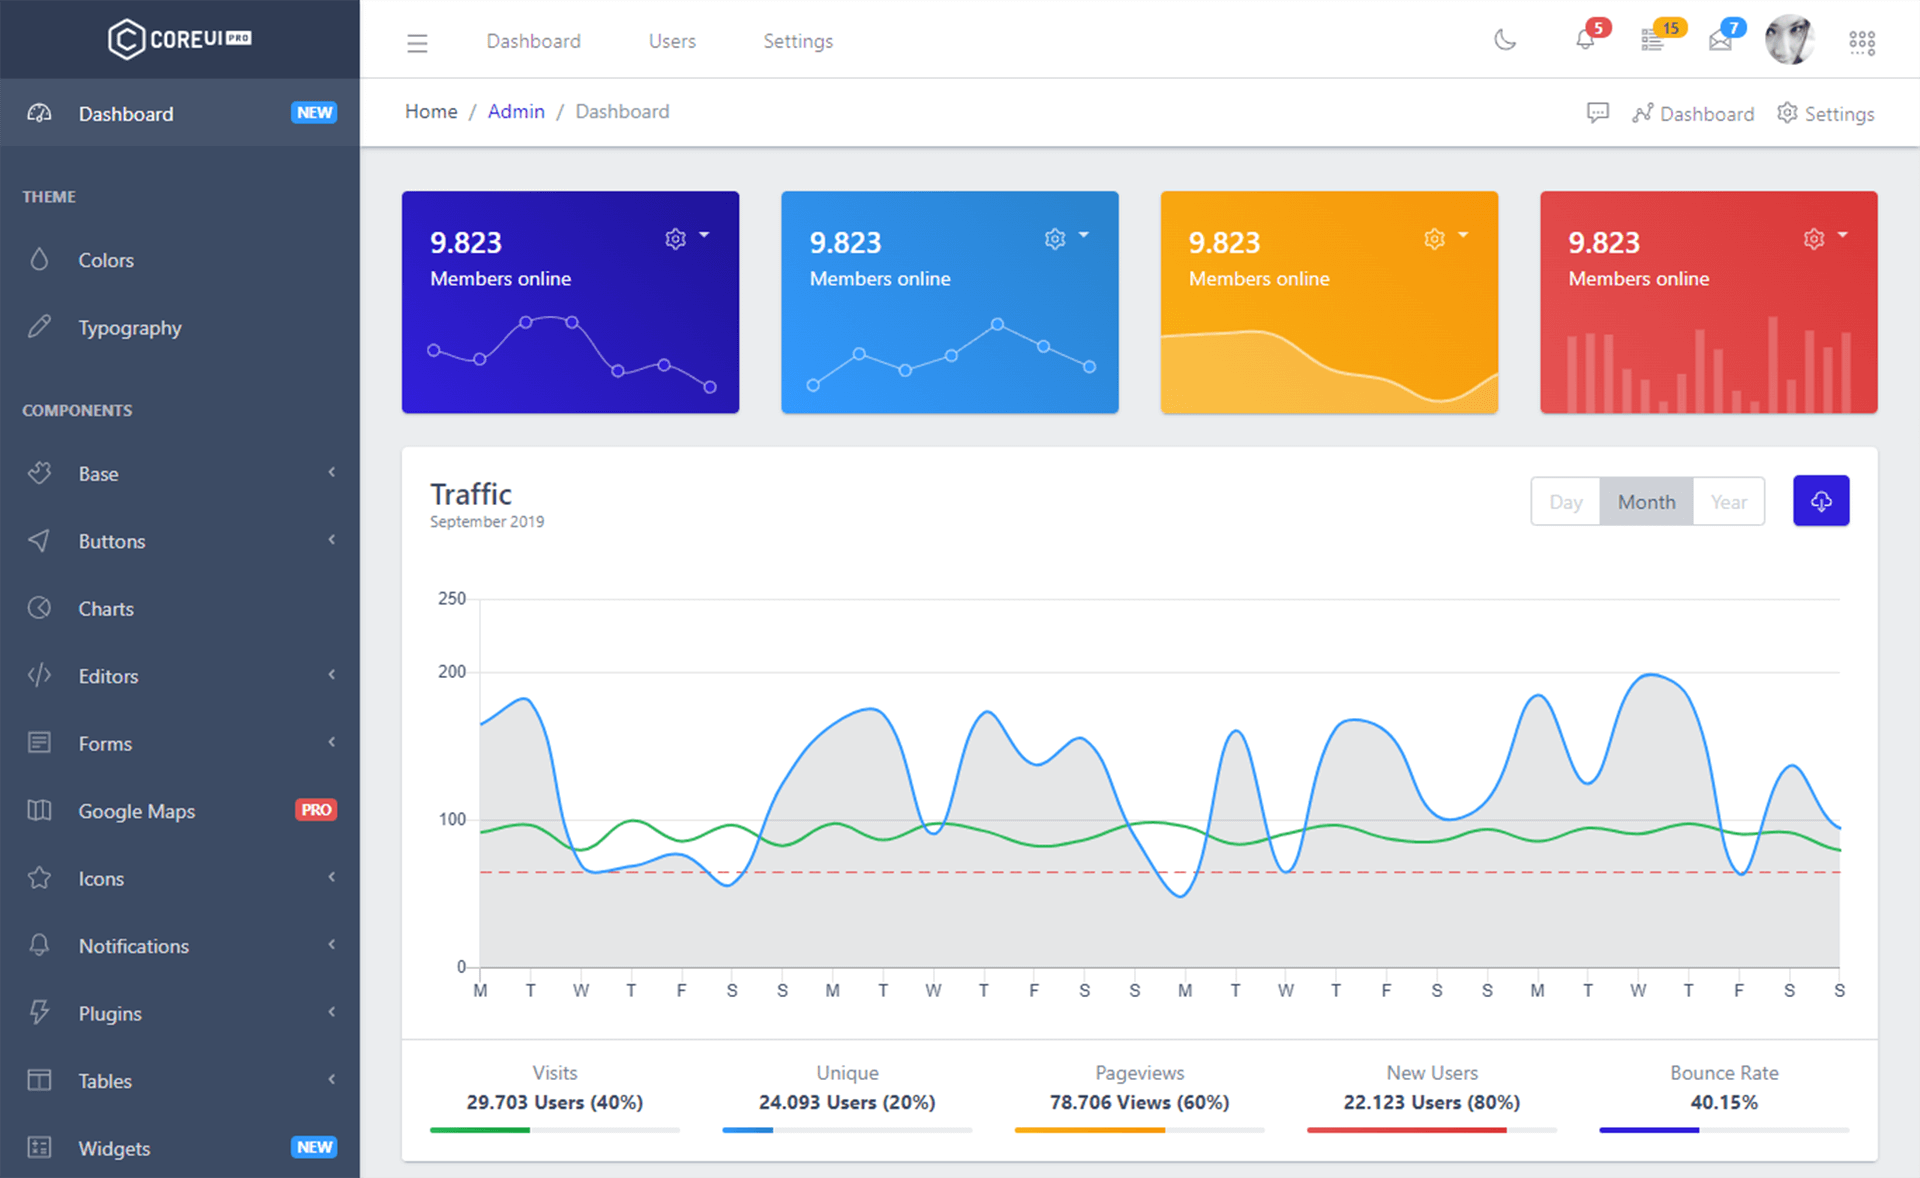 COREUI PRO
Dashboard NEW
THEME
Colors
Typography
COMPONENTS
Base
Buttons
Charts
Editors
Forms
Google Maps PRO
Icons
Notifications
Plugins
Tables
Widgets NEW
Dashboard Users Settings
5 15 7
Home / Admin / Dashboard
Dashboard Settings
9.823
Members online
9.823
Members online
9.823
Members online
9.823
Members online
Traffic
September 2019
Day Month Year
250
200
100
0
M T W T F S S M T W T F S S M T W T F S S M T W T F S S
Visits
29.703 Users (40%)
Unique
24.093 Users (20%)
Pageviews
78.706 Views (60%)
New Users
22.123 Users (80%)
Bounce Rate
40.15%